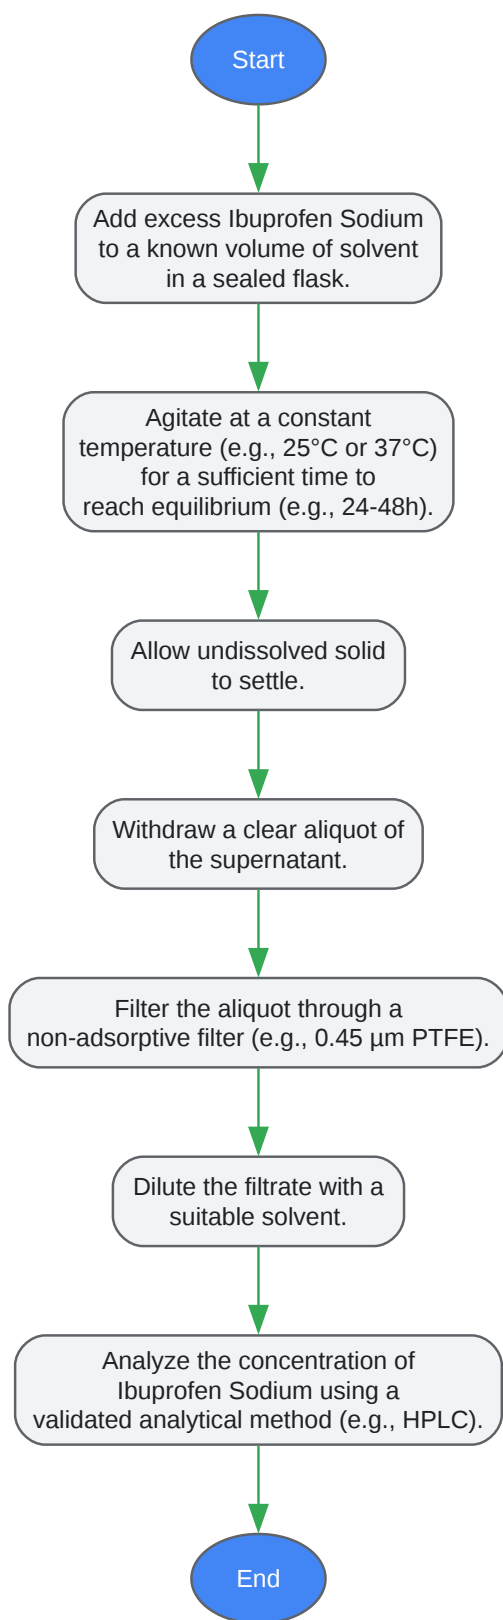 Start
Add excess Ibuprofen Sodium
to a known volume of solvent
in a sealed flask.
Agitate at a constant
temperature (e.g., 25°C or 37°C)
for a sufficient time to
reach equilibrium (e.g., 24-48h).
Allow undissolved solid
to settle.
Withdraw a clear aliquot of
the supernatant.
Filter the aliquot through a
non-adsorptive filter (e.g., 0.45 µm PTFE).
Dilute the filtrate with a
suitable solvent.
Analyze the concentration of
Ibuprofen Sodium using a
validated analytical method (e.g., HPLC).
End